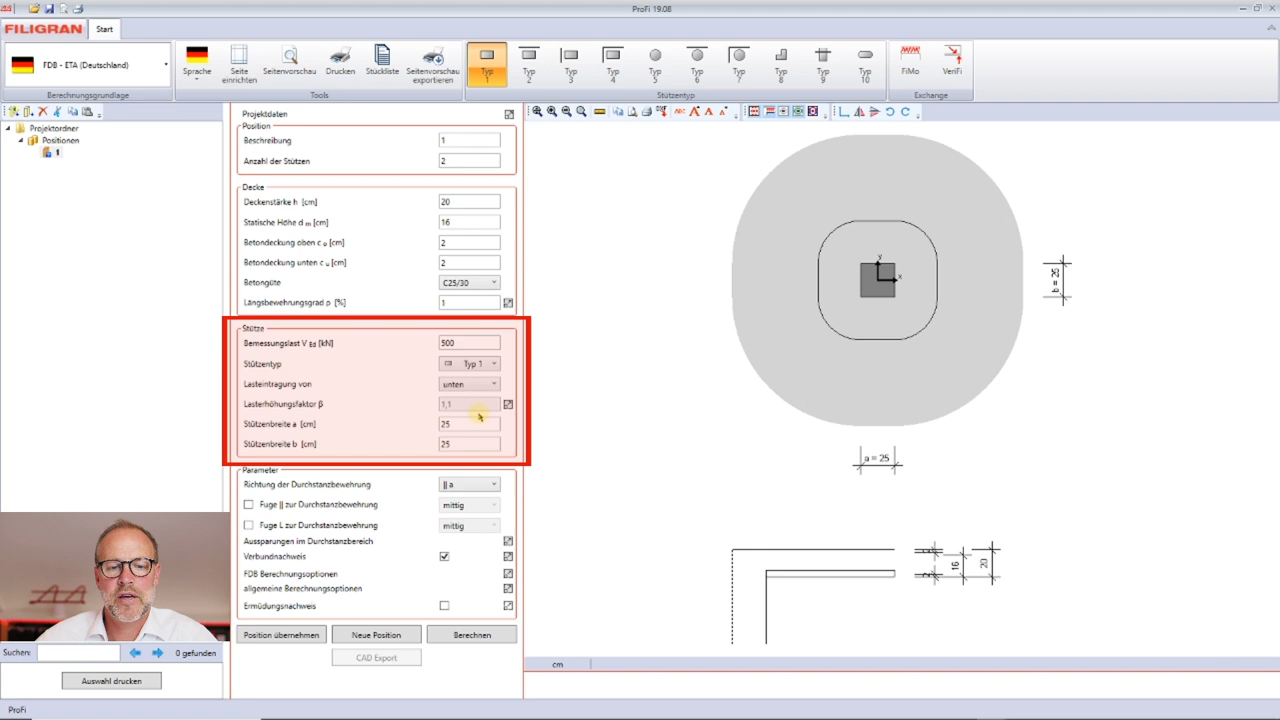 ProFi 19.08
FILIGRAN
Start
FDB - ETA (Deutschland)
Sprache
Seite einrichten
Seitenvorschau
Drucken
Stückliste
Seitenvorschau exportieren
Typ 1
Typ 2
Typ 3
Typ 4
Typ 5
Typ 6
Typ 7
Typ 8
Typ 9
Typ 10
FiMo
VeriFi
Berechnungsgrundlage
Tools
Stützentyp
Exchange
Projektordner
Positionen
1
Projektdaten
Position
Beschreibung 1
Anzahl der Stützen 2
Decke
Deckenstärke h [cm] 20
Statische Höhe d m [cm] 16
Betondeckung oben c o [cm] 2
Betondeckung unten c u [cm] 2
Betongüte C25/30
Längsbewehrungsgrad ρ [%] 1
Stütze
Bemessungslast V Ed [kN] 500
Stützentyp Typ 1
Lasteintragung von unten
Lasterhöhungsfaktor β 1,1
Stützenbreite a [cm] 25
Stützenbreite b [cm] 25
Parameter
Richtung der Durchstanzbewehrung || a
Fuge || zur Durchstanzbewehrung mittig
Fuge L zur Durchstanzbewehrung mittig
Aussparungen im Durchstanzbereich
Verbundnachweis
FDB Berechnungsoptionen
allgemeine Berechnungsoptionen
Ermüdungsnachweis
Position übernehmen
Neue Position
Berechnen
CAD Export
y
x
b = 25
a = 25
16
20
cm
Suchen:
0 gefunden
Auswahl drucken
ProFi